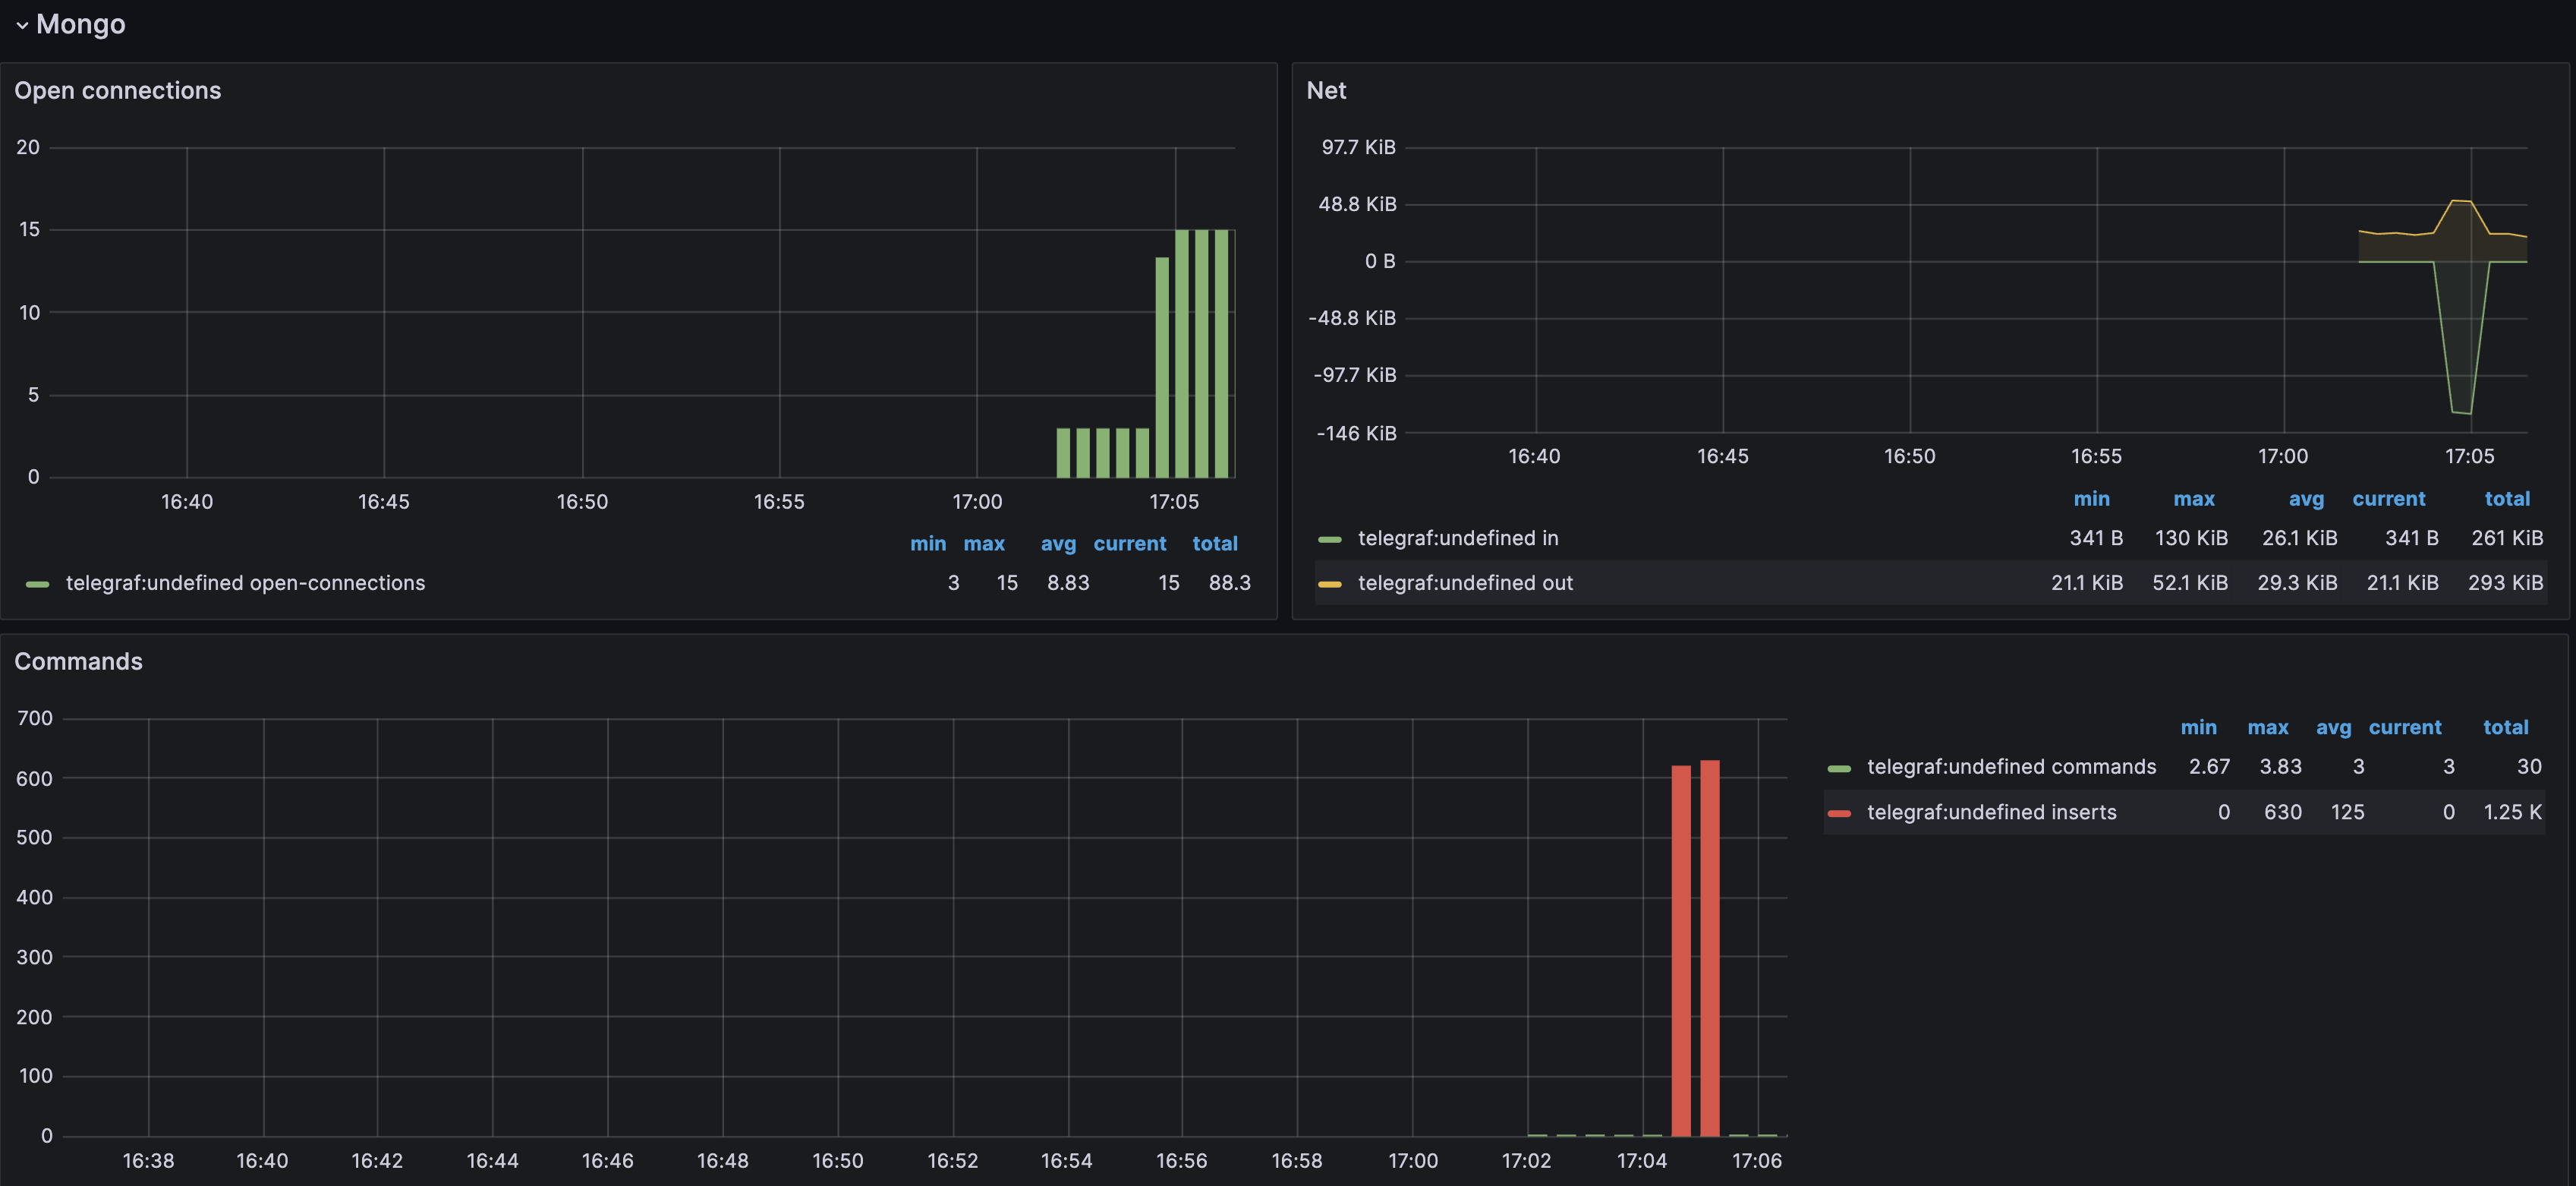 Mongo
Open connections
20
15
10
5
0
16:40 16:45 16:50 16:55 17:00 17:05
min max avg current total
telegraf:undefined open-connections 3 15 8.83 15 88.3
Net
97.7 KiB
48.8 KiB
0 B
-48.8 KiB
-97.7 KiB
-146 KiB
16:40 16:45 16:50 16:55 17:00 17:05
min max avg current total
telegraf:undefined in 341 B 130 KiB 26.1 KiB 341 B 261 KiB
telegraf:undefined out 21.1 KiB 52.1 KiB 29.3 KiB 21.1 KiB 293 KiB
Commands
700
600
500
400
300
200
100
0
16:38 16:40 16:42 16:44 16:46 16:48 16:50 16:52 16:54 16:56 16:58 17:00 17:02 17:04 17:06
min max avg current total
telegraf:undefined commands 2.67 3.83 3 3 30
telegraf:undefined inserts 0 630 125 0 1.25 K